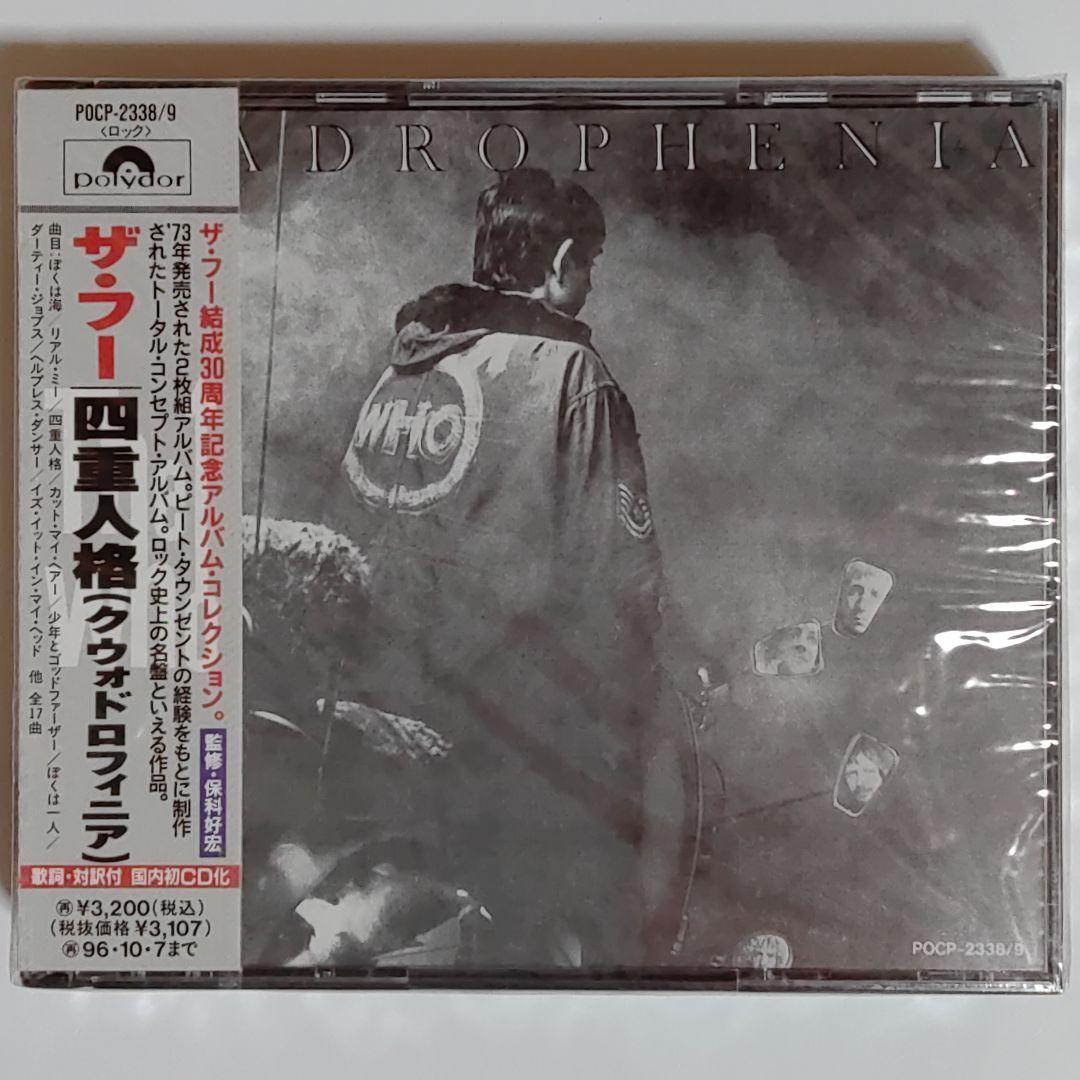 POCP-2338/9
〈ロック〉
polydor
ザ・フー結成30周年記念アルバム・コレクション。
監修・保科好宏
'73年発売された2枚組アルバム。ピート・タウンゼントの経験をもとに制作
されたトータル・コンセプト・アルバム。ロック史上の名盤といえる作品。
ザ・フー
四重人格(クウォドロフィニア)
曲目:ぼくは海/リアル・ミー/四重人格/カット・マイ・ヘアー/少年とゴッドファーザー/ぼくは一人/
ダーティー・ジョブス/ヘルプレス・ダンサー/イズ・イット・イン・マイ・ヘッド 他 全17曲
歌詞・対訳付 国内初CD化
再¥3,200(税込)
(税抜価格¥3,107)
再96・10・7まで
ADROPHENIA
WHO
POCP-2338/9